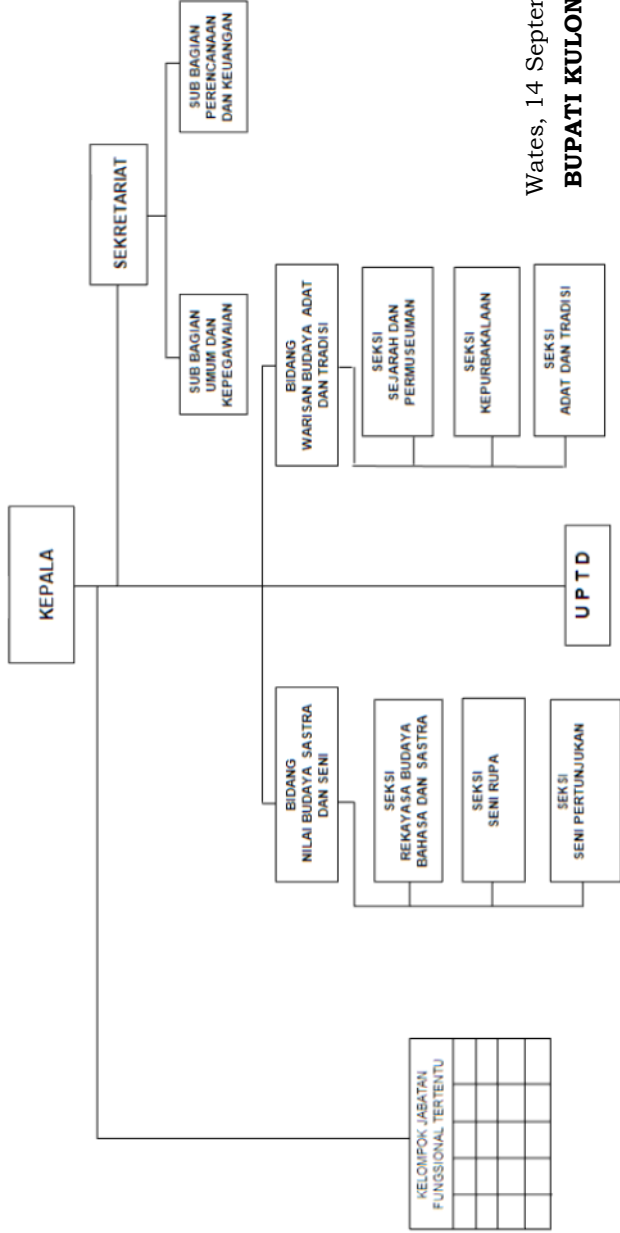 KEPALA
SEKRETARIAT
SUB BAGIAN
UMUM DAN
KEPEGAWAIAN
SUB BAGIAN
PERENCANAAN
DAN KEUANGAN
KELOMPOK JABATAN
FUNGSIONAL TERTENTU
BIDANG
NILAI BUDAYA SASTRA
DAN SENI
SEKSI
REKAYASA BUDAYA
BAHASA DAN SASTRA
SEKSI
SENI RUPA
SEKSI
SENI PERTUNJUKAN
UPTD
BIDANG
WARISAN BUDAYA ADAT
DAN TRADISI
SEKSI
SEJARAH DAN
PERMUSEUMAN
SEKSI
KEPURBAKALAAN
SEKSI
ADAT DAN TRADISI
Wates, 14
BUPATI